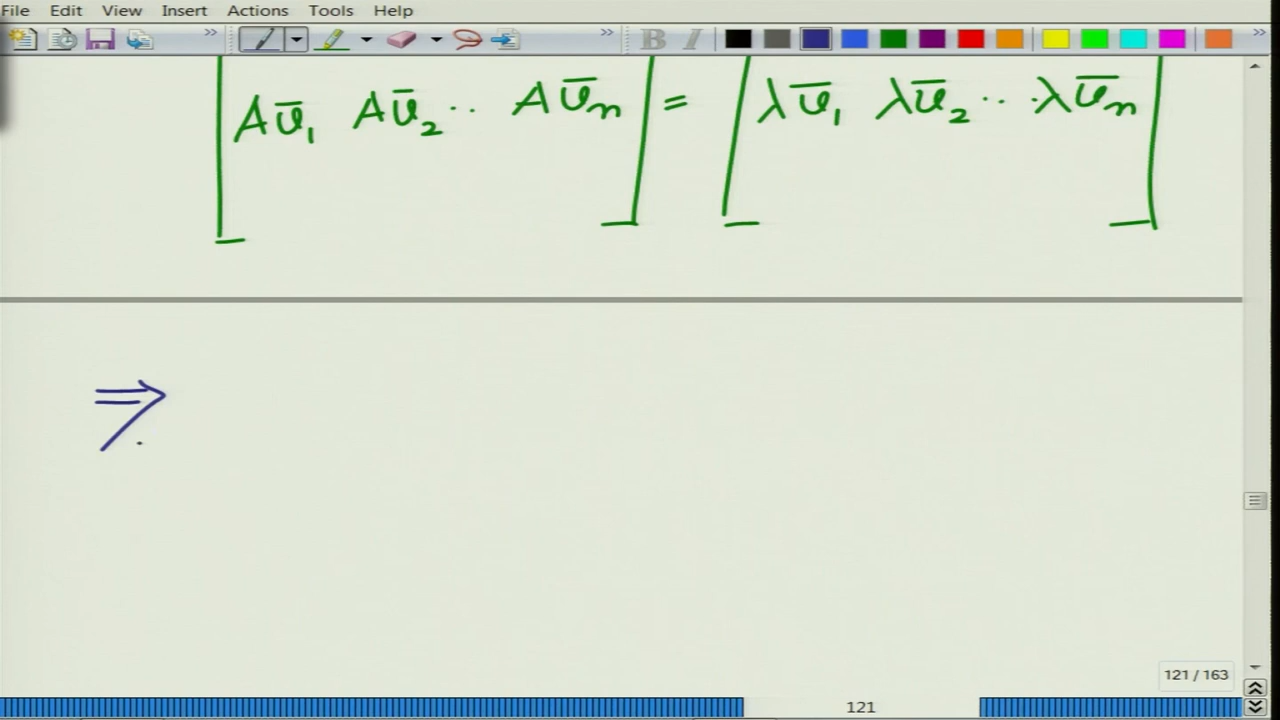 File Edit View Insert Actions Tools Help
B I
[Aū₁ Aū₂ ·· Aūₙ] = [λū₁ λū₂ ·· λūₙ]
⇒
121 / 163
121